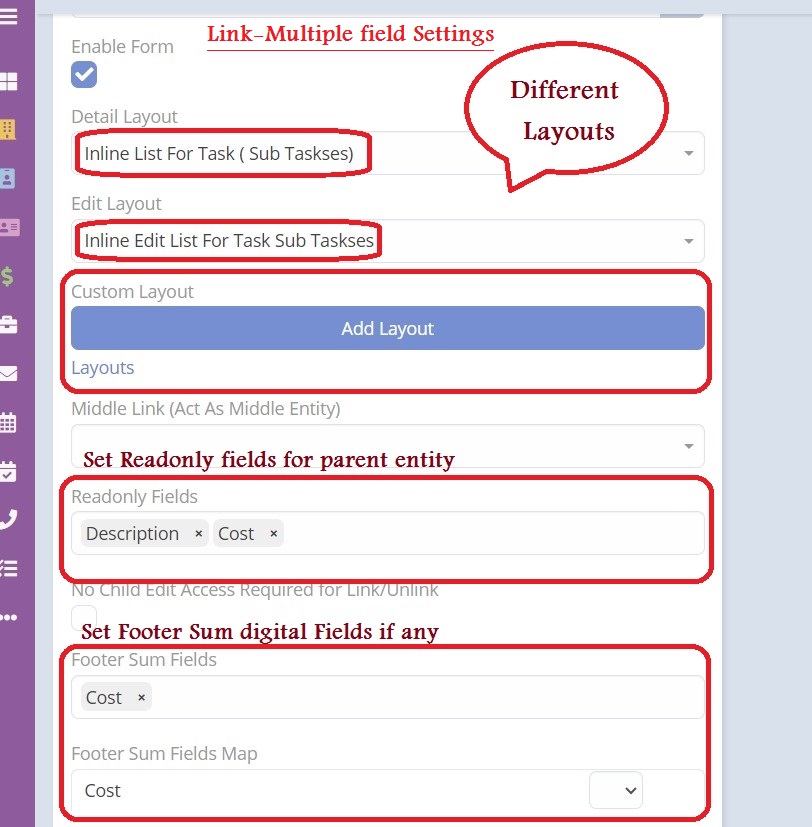 Link-Multiple field Settings
Enable Form
Different
Layouts
Detail Layout
Inline List For Task ( Sub Taskses)
Edit Layout
Inline Edit List For Task Sub Taskses
Custom Layout
Add Layout
Layouts
Middle Link (Act As Middle Entity)
Set Readonly fields for parent entity
Readonly Fields
Description × Cost ×
No Child Edit Access Required for Link/Unlink
Set Footer Sum digital Fields if any
Footer Sum Fields
Cost ×
Footer Sum Fields Map
Cost